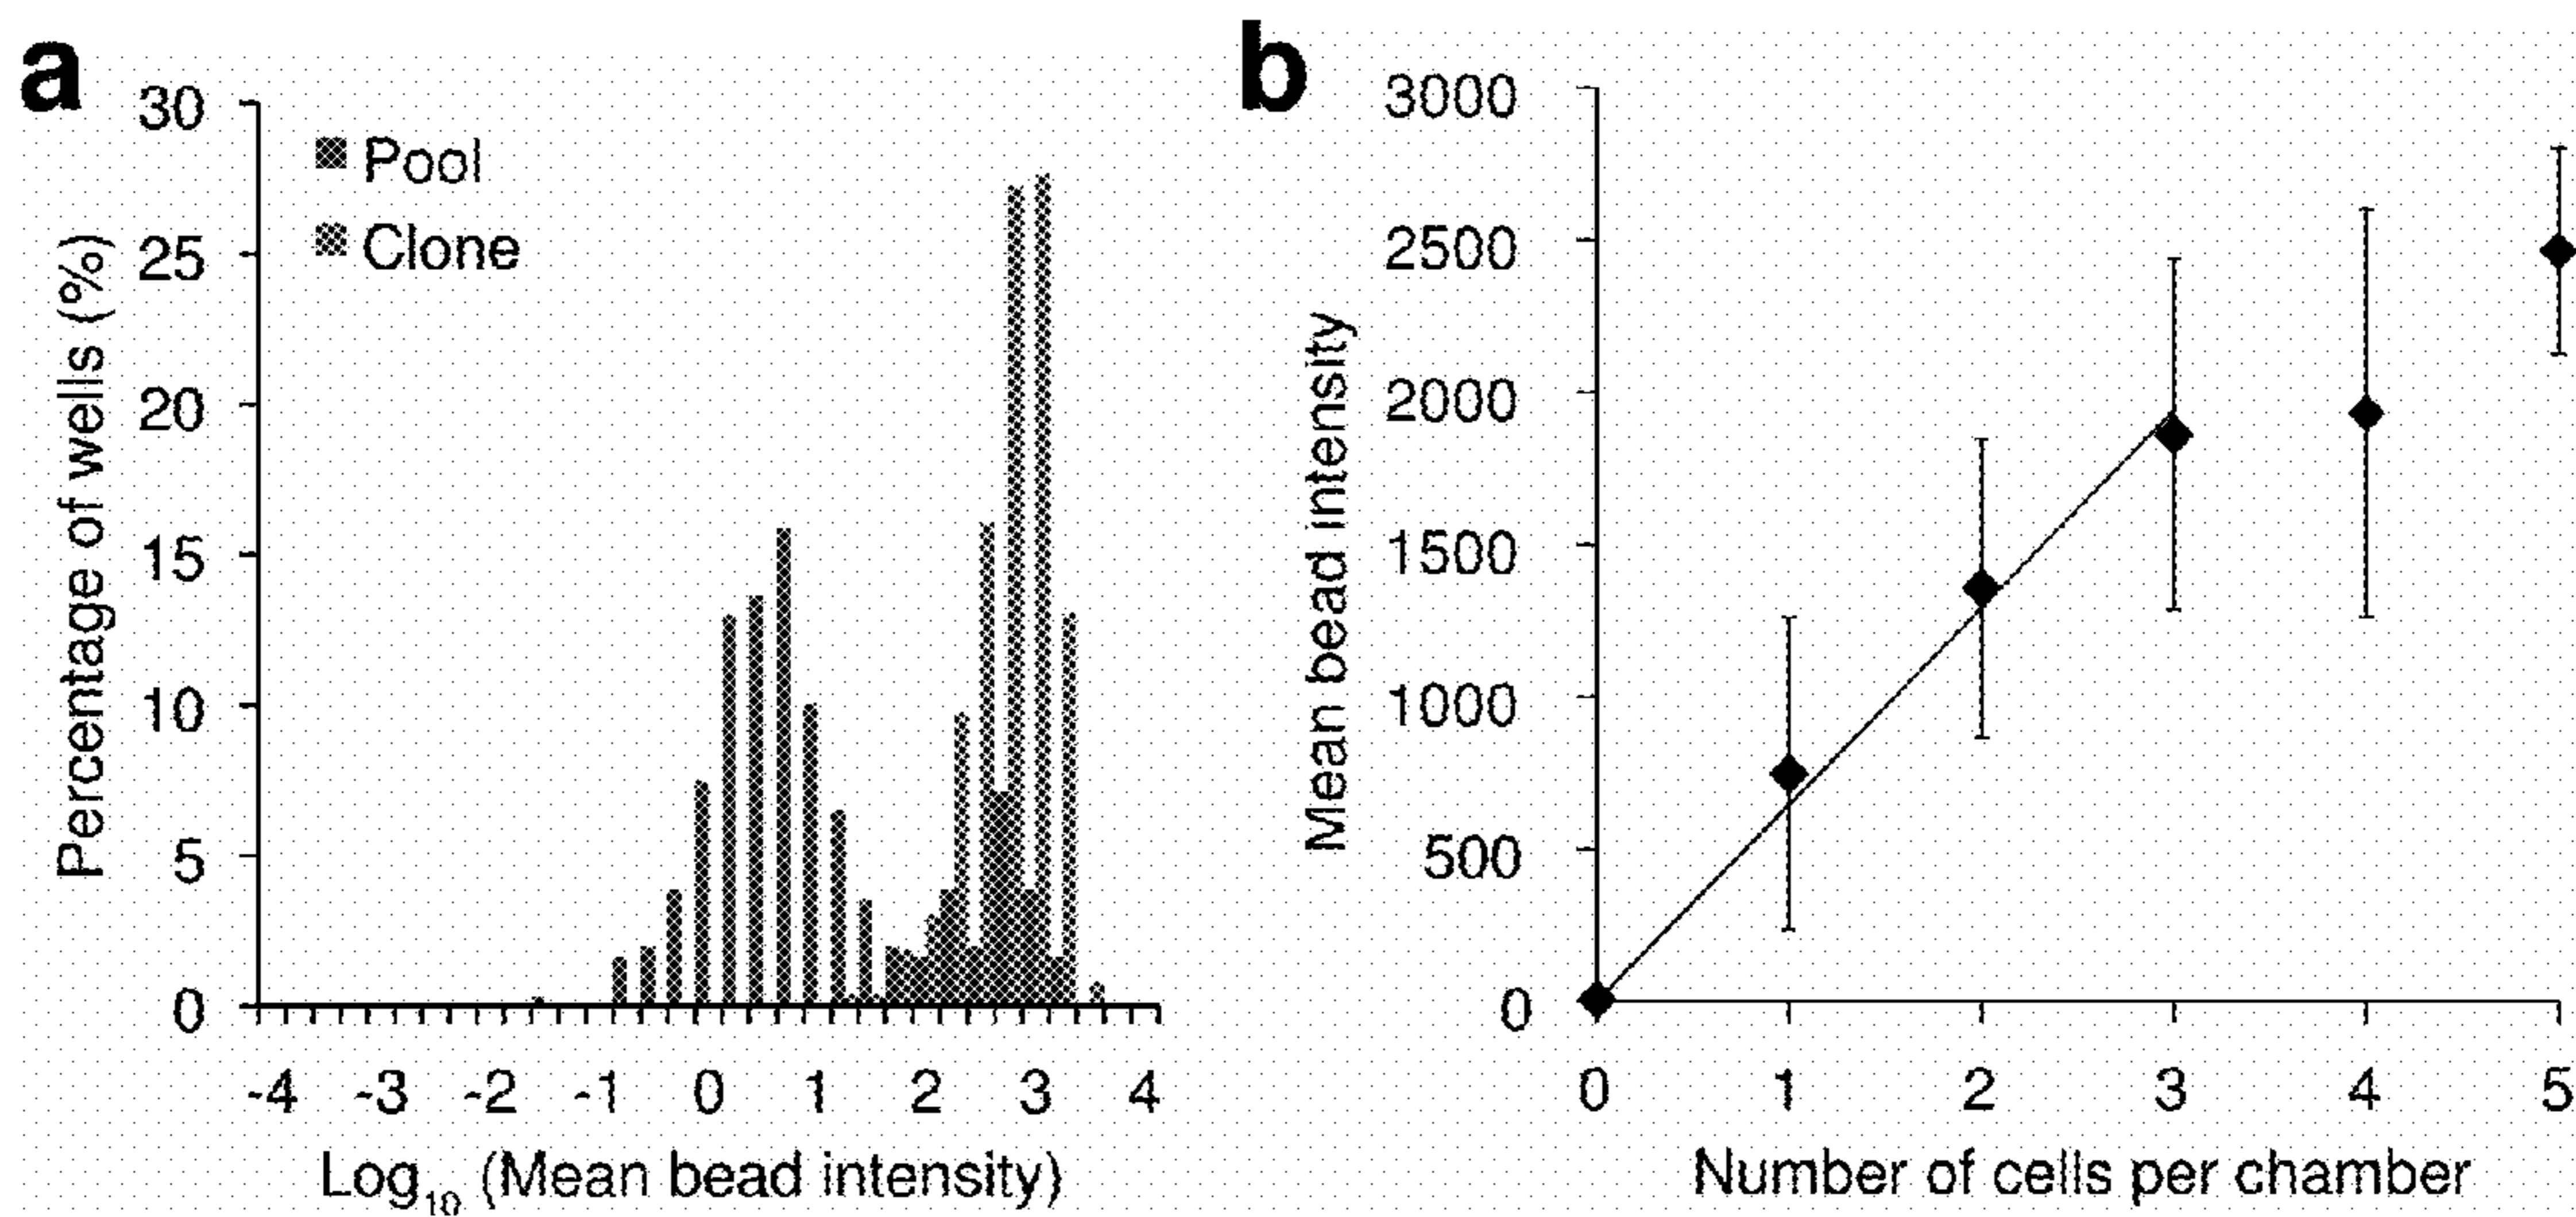 a
30
25
20
15
10
5
0
Percentage of wells (%)
Pool
Clone
-4 -3 -2 -1 0 1 2 3 4
Log10 (Mean bead intensity)
b
3000
2500
2000
1500
1000
500
0
Mean bead intensity
0 1 2 3 4 5
Number of cells per chamber